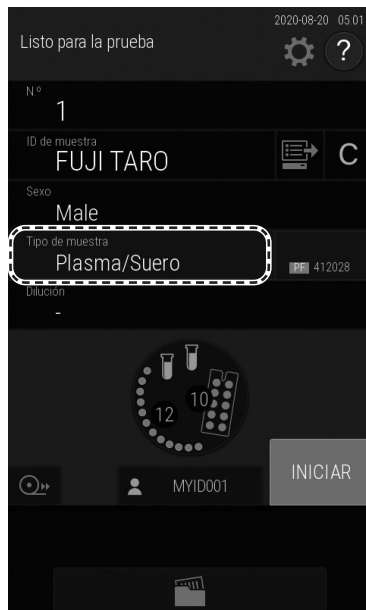 2020-08-20 05:01
Listo para la prueba
?
N.º
1
ID de muestra
FUJI TARO
C
Sexo
Male
Tipo de muestra
Plasma/Suero
PF 412028
Dilución
-
10
12
INICIAR
MYID001